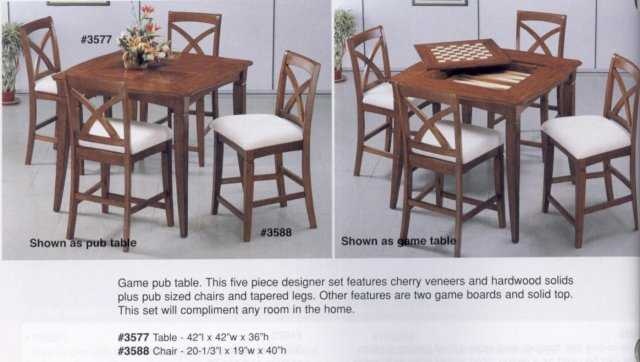 #3577
#3588
Shown as pub table
Shown as game table
Game pub table. This five piece designer set features cherry veneers and hardwood solids
plus pub sized chairs and tapered legs. Other features are two game boards and solid top.
This set will compliment any room in the home.
#3577 Table - 42"l x 42"w x 36"h
#3588 Chair - 20-1/3"l x 19"w x 40"h